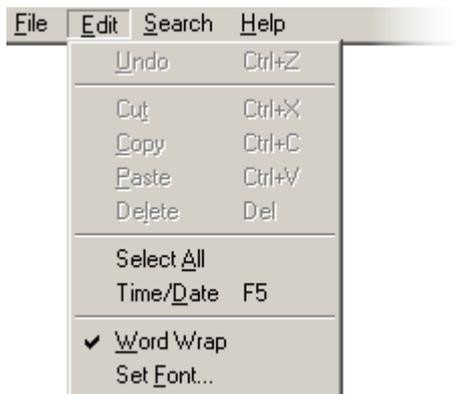 File Edit Search Help
Undo Ctrl+Z
Cut Ctrl+X
Copy Ctrl+C
Paste Ctrl+V
Delete Del
Select All
Time/Date F5
Word Wrap
Set Font...